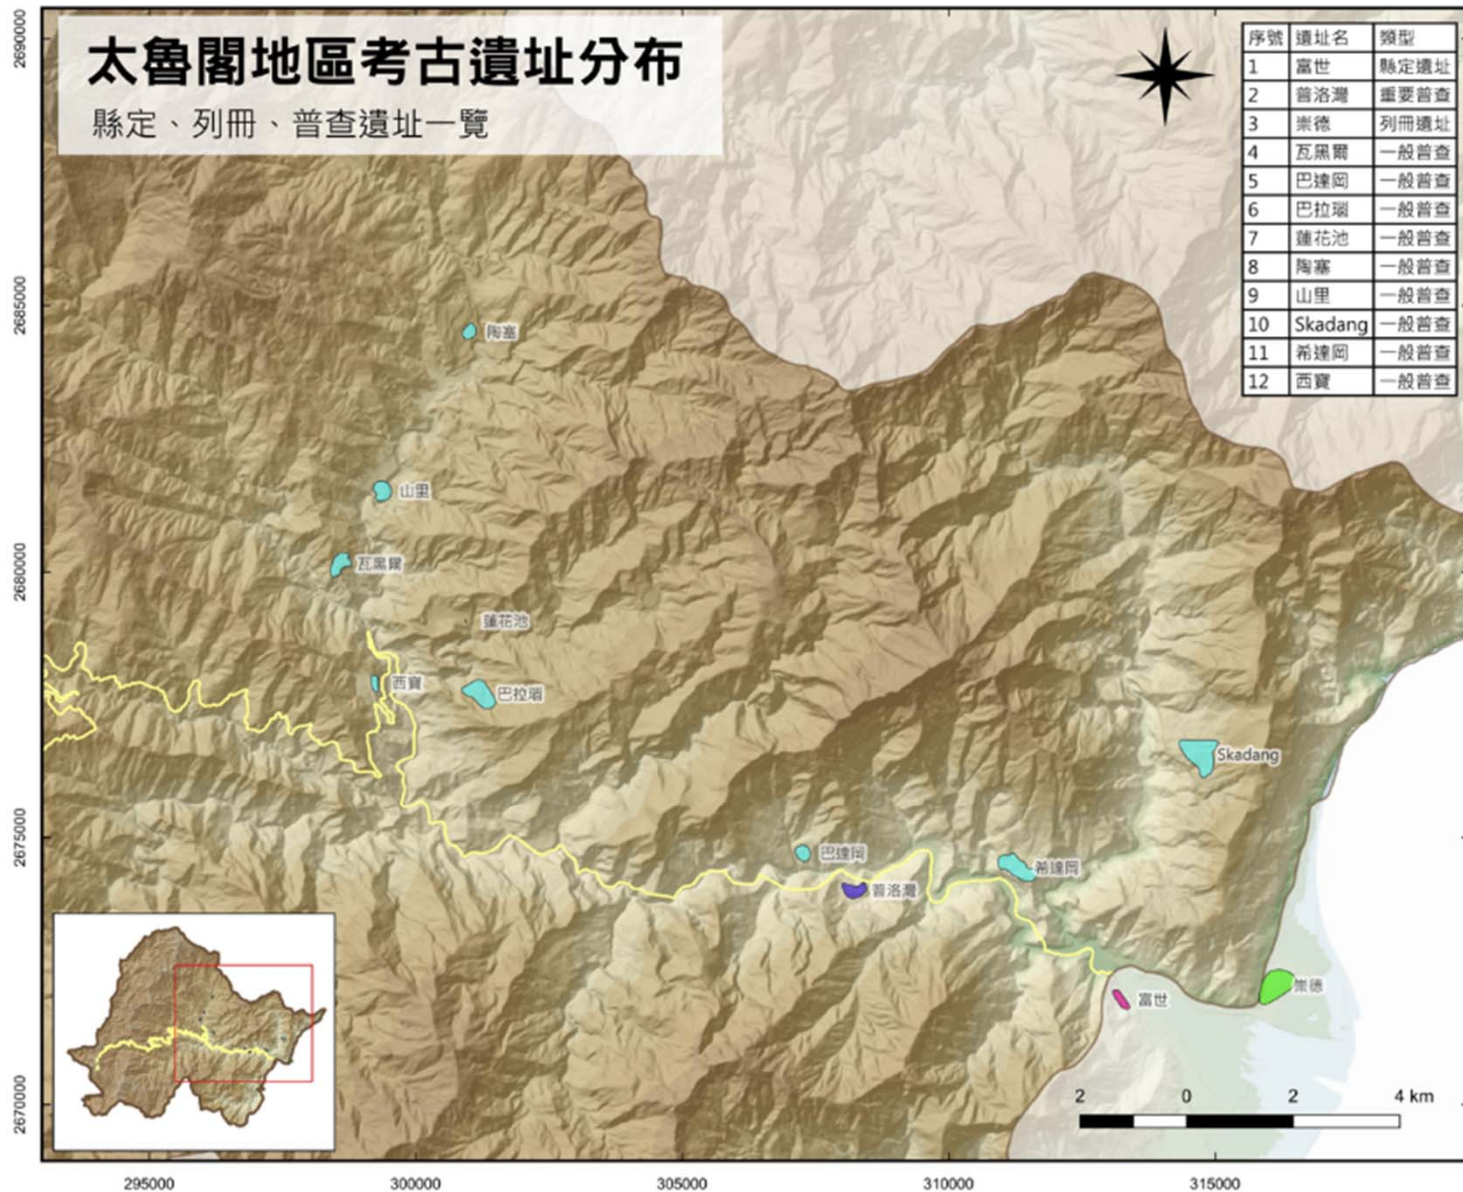 太魯閣地區考古遺址分布
縣定、列冊、普查遺址一覽
序號 遺址名 類型
1 富世 縣定遺址
2 普洛灣 重要普查
3 崇德 列冊遺址
4 瓦黑爾 一般普查
5 巴達岡 一般普查
6 巴拉瑙 一般普查
7 蓮花池 一般普查
8 陶塞 一般普查
9 山里 一般普查
10 Skadang 一般普查
11 希達岡 一般普查
12 西寶 一般普查
陶塞
山里
瓦黑爾
蓮花池
西寶
巴拉瑙
Skadang
巴達岡
希達岡
普洛灣
崇德
富世
2 0 2 4 km
2690000
2685000
2680000
2675000
2670000
295000 300000 305000 310000 315000